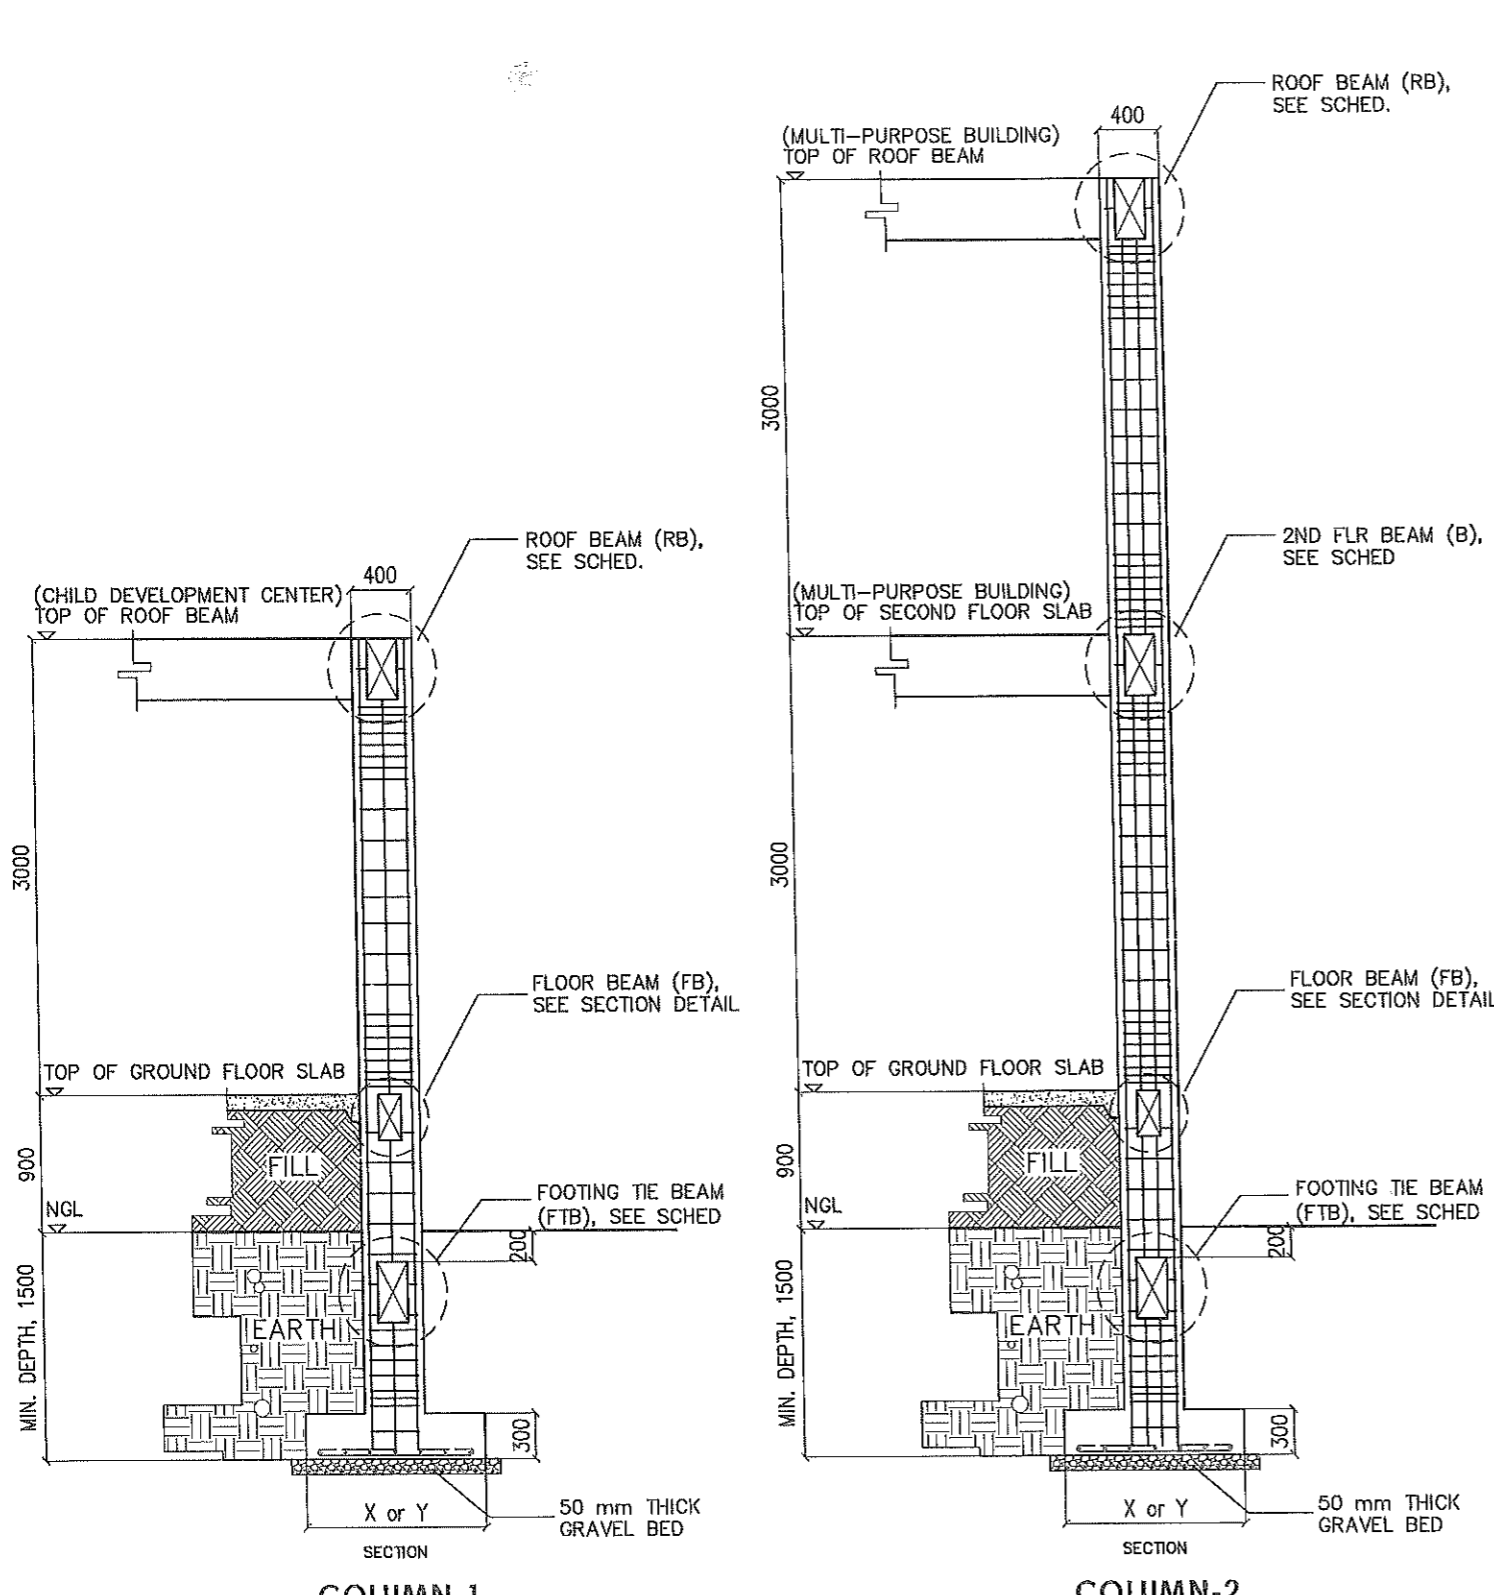 (CHILD DEVELOPMENT CENTER)
TOP OF ROOF BEAM
400
ROOF BEAM (RB),
SEE SCHED.
3000
FLOOR BEAM (FB),
SEE SECTION DETAIL
TOP OF GROUND FLOOR SLAB
900
FILL
NGL
FOOTING TIE BEAM
(FTB), SEE SCHED
200
MIN. DEPTH, 1500
EARTH
300
X or Y
50 mm THICK
GRAVEL BED
SECTION
COLUMN-1
(MULTI-PURPOSE BUILDING)
TOP OF ROOF BEAM
400
ROOF BEAM (RB),
SEE SCHED.
3000
2ND FLR BEAM (B),
SEE SCHED
(MULTI-PURPOSE BUILDING)
TOP OF SECOND FLOOR SLAB
3000
FLOOR BEAM (FB),
SEE SECTION DETAIL
TOP OF GROUND FLOOR SLAB
900
FILL
NGL
FOOTING TIE BEAM
(FTB), SEE SCHED
200
MIN. DEPTH, 1500
EARTH
300
X or Y
50 mm THICK
GRAVEL BED
SECTION
COLUMN-2